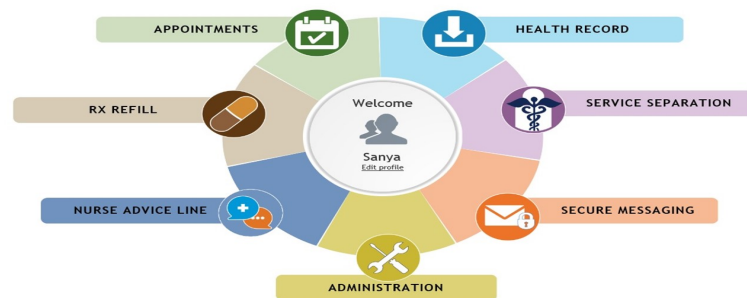 APPOINTMENTS
HEALTH RECORD
Welcome
RX REFILL
SERVICE SEPARATION
Sanya
Edit profile
NURSE ADVICE LINE
SECURE MESSAGING
ADMINISTRATION